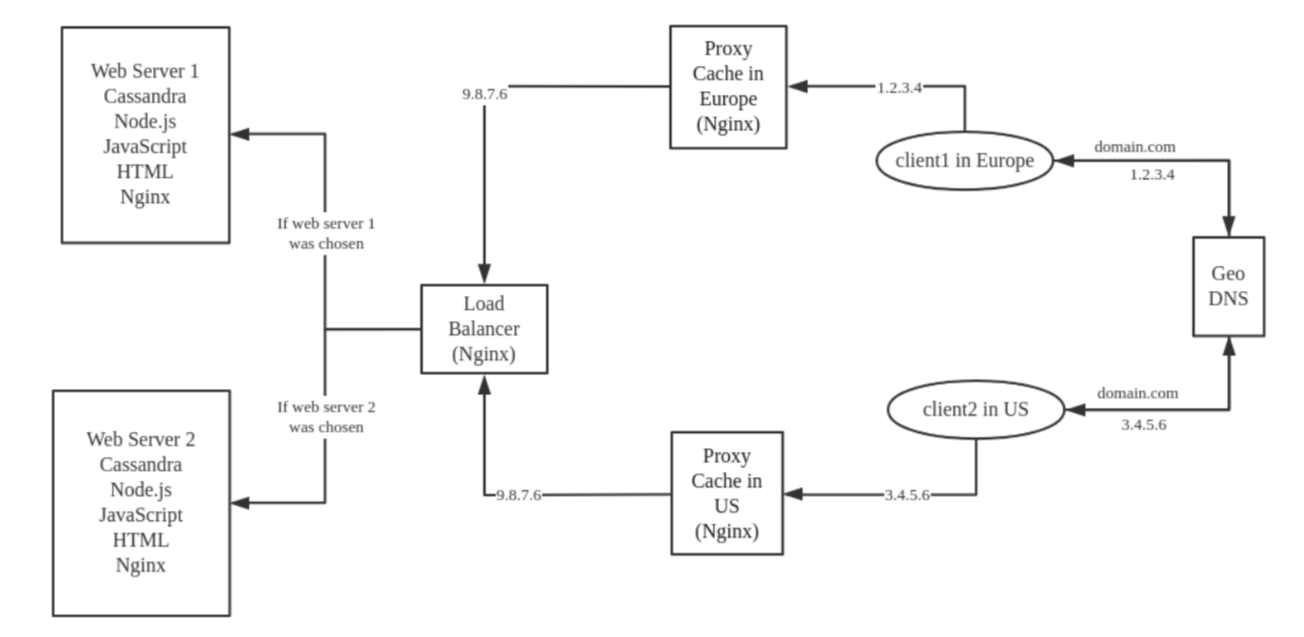 Web Server 1
Cassandra
Node.js
JavaScript
HTML
Nginx
If web server 1
was chosen
9.8.7.6
Proxy
Cache in
Europe
(Nginx)
1.2.3.4
client1 in Europe
domain.com
1.2.3.4
Geo
DNS
Load
Balancer
(Nginx)
If web server 2
was chosen
Web Server 2
Cassandra
Node.js
JavaScript
HTML
Nginx
9.8.7.6
Proxy
Cache in
US
(Nginx)
3.4.5.6
client2 in US
domain.com
3.4.5.6